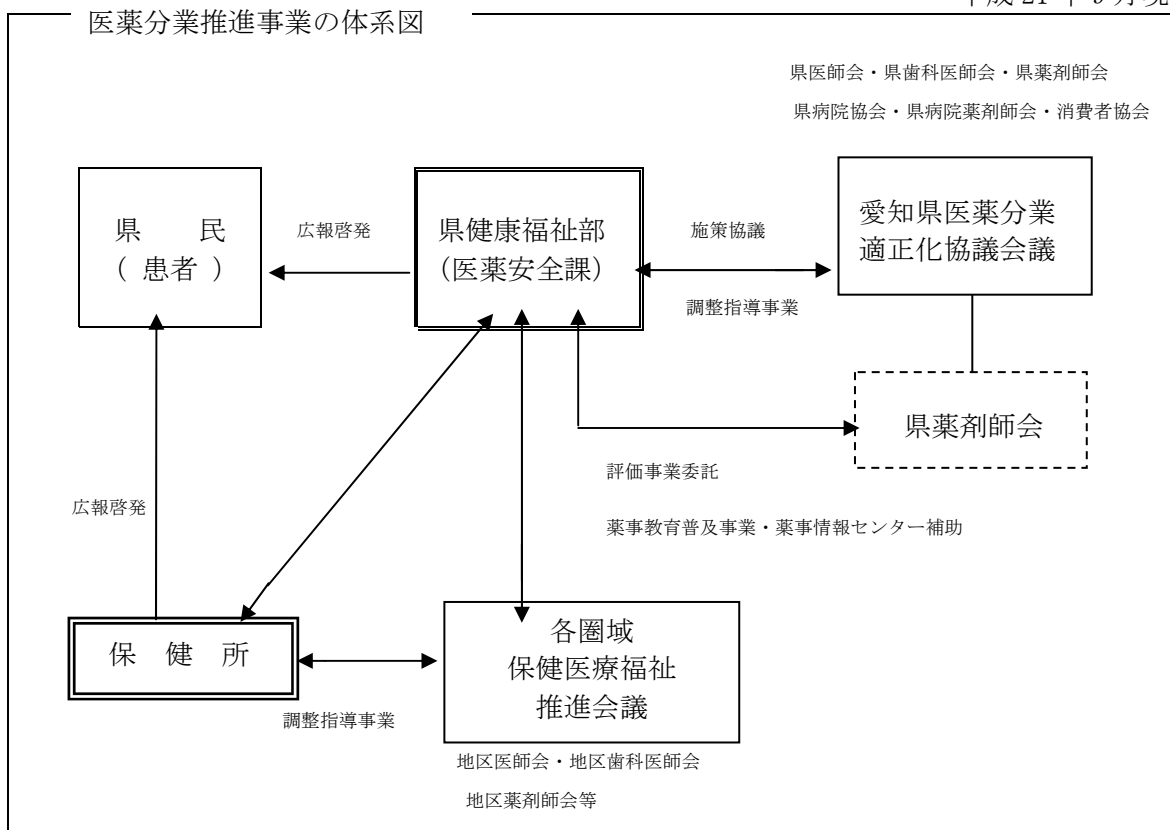 医薬分業推進事業の体系図
県医師会・県歯科医師会・県薬剤師会
県病院協会・県病院薬剤師会・消費者協会
県　民
（患者）
広報啓発
県健康福祉部
（医薬安全課）
施策協議
調整指導事業
愛知県医薬分業
適正化協議会議
県薬剤師会
評価事業委託
薬事教育普及事業・薬事情報センター補助
広報啓発
保　健　所
調整指導事業
各圏域
保健医療福祉
推進会議
地区医師会・地区歯科医師会
地区薬剤師会等